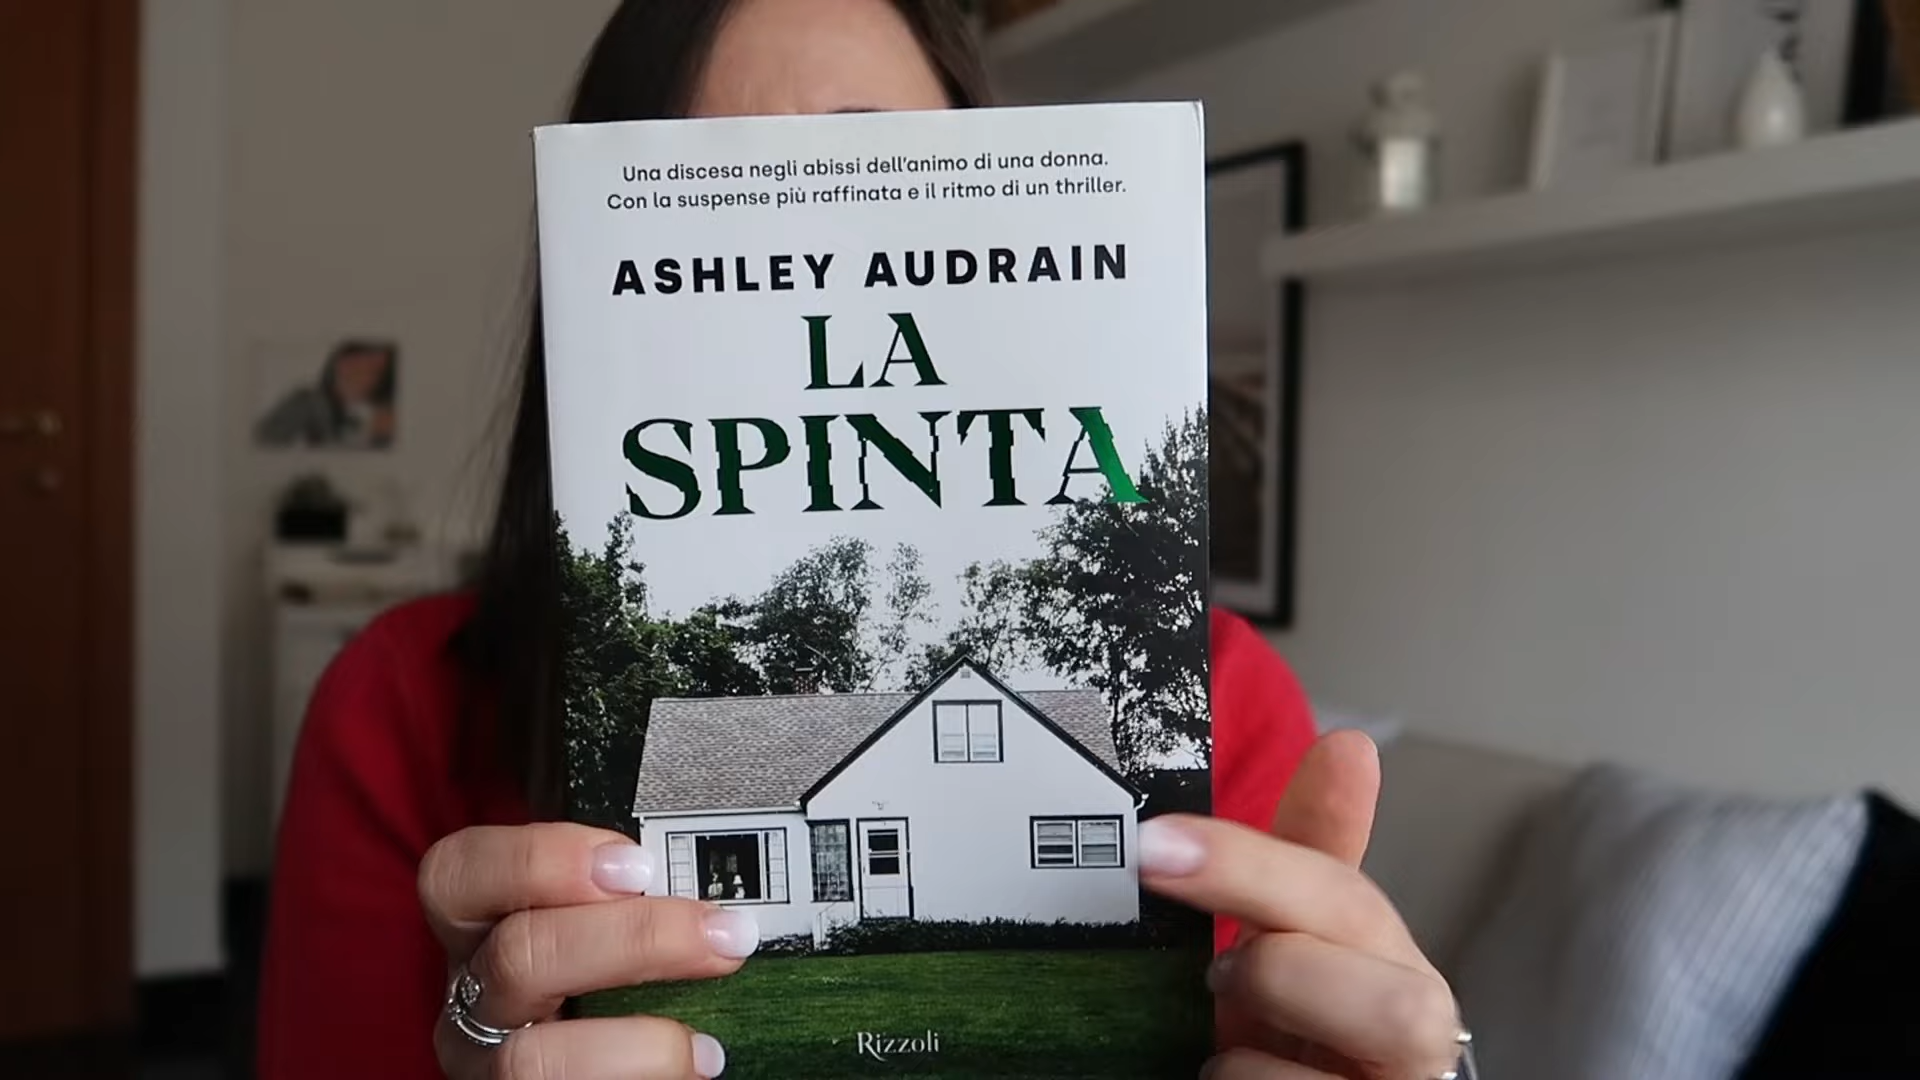 Una discesa negli abissi dell'animo di una donna.
Con la suspense più raffinata e il ritmo di un thriller.
ASHLEY AUDRAIN
LA
SPINTA
Rizzoli